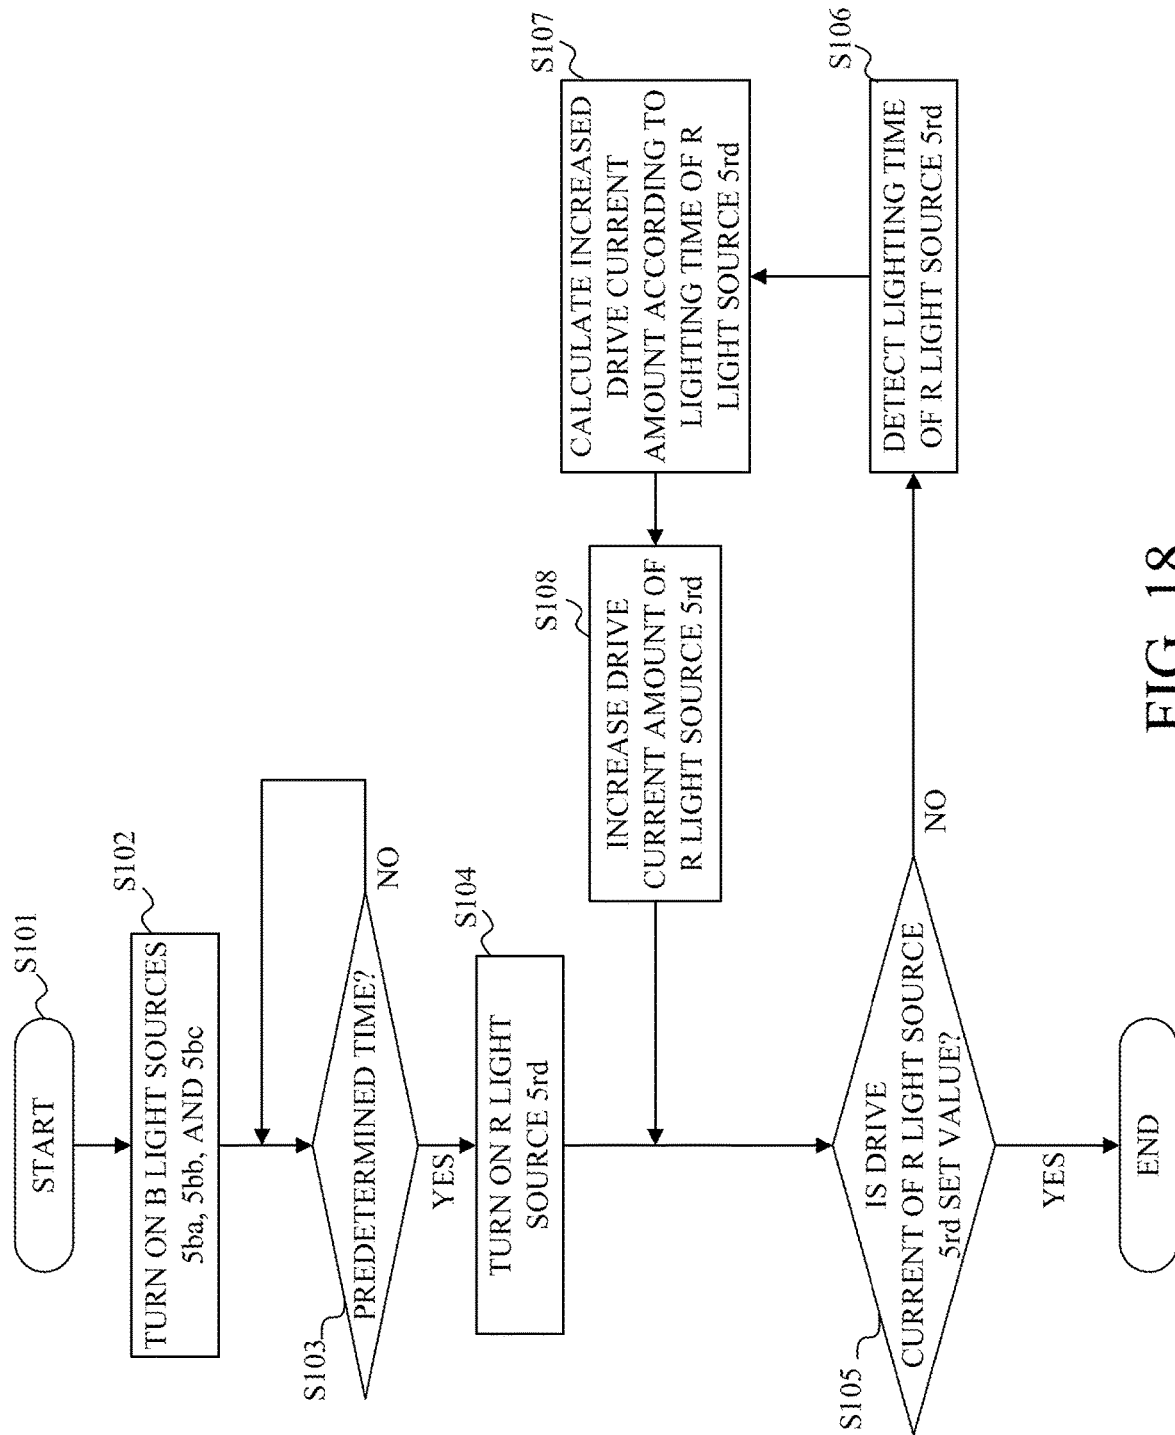 S101
START
S102
TURN ON B LIGHT SOURCES
5ba, 5bb, AND 5bc
S103
PREDETERMINED TIME?
NO
YES
S104
TURN ON R LIGHT
SOURCE 5rd
S105
IS DRIVE
CURRENT OF R LIGHT SOURCE
5rd SET VALUE?
NO
YES
END
S106
DETECT LIGHTING TIME
OF R LIGHT SOURCE 5rd
S107
CALCULATE INCREASED
DRIVE CURRENT
AMOUNT ACCORDING TO
LIGHTING TIME OF R
LIGHT SOURCE 5rd
S108
INCREASE DRIVE
CURRENT AMOUNT OF
R LIGHT SOURCE 5rd
FIG. 18